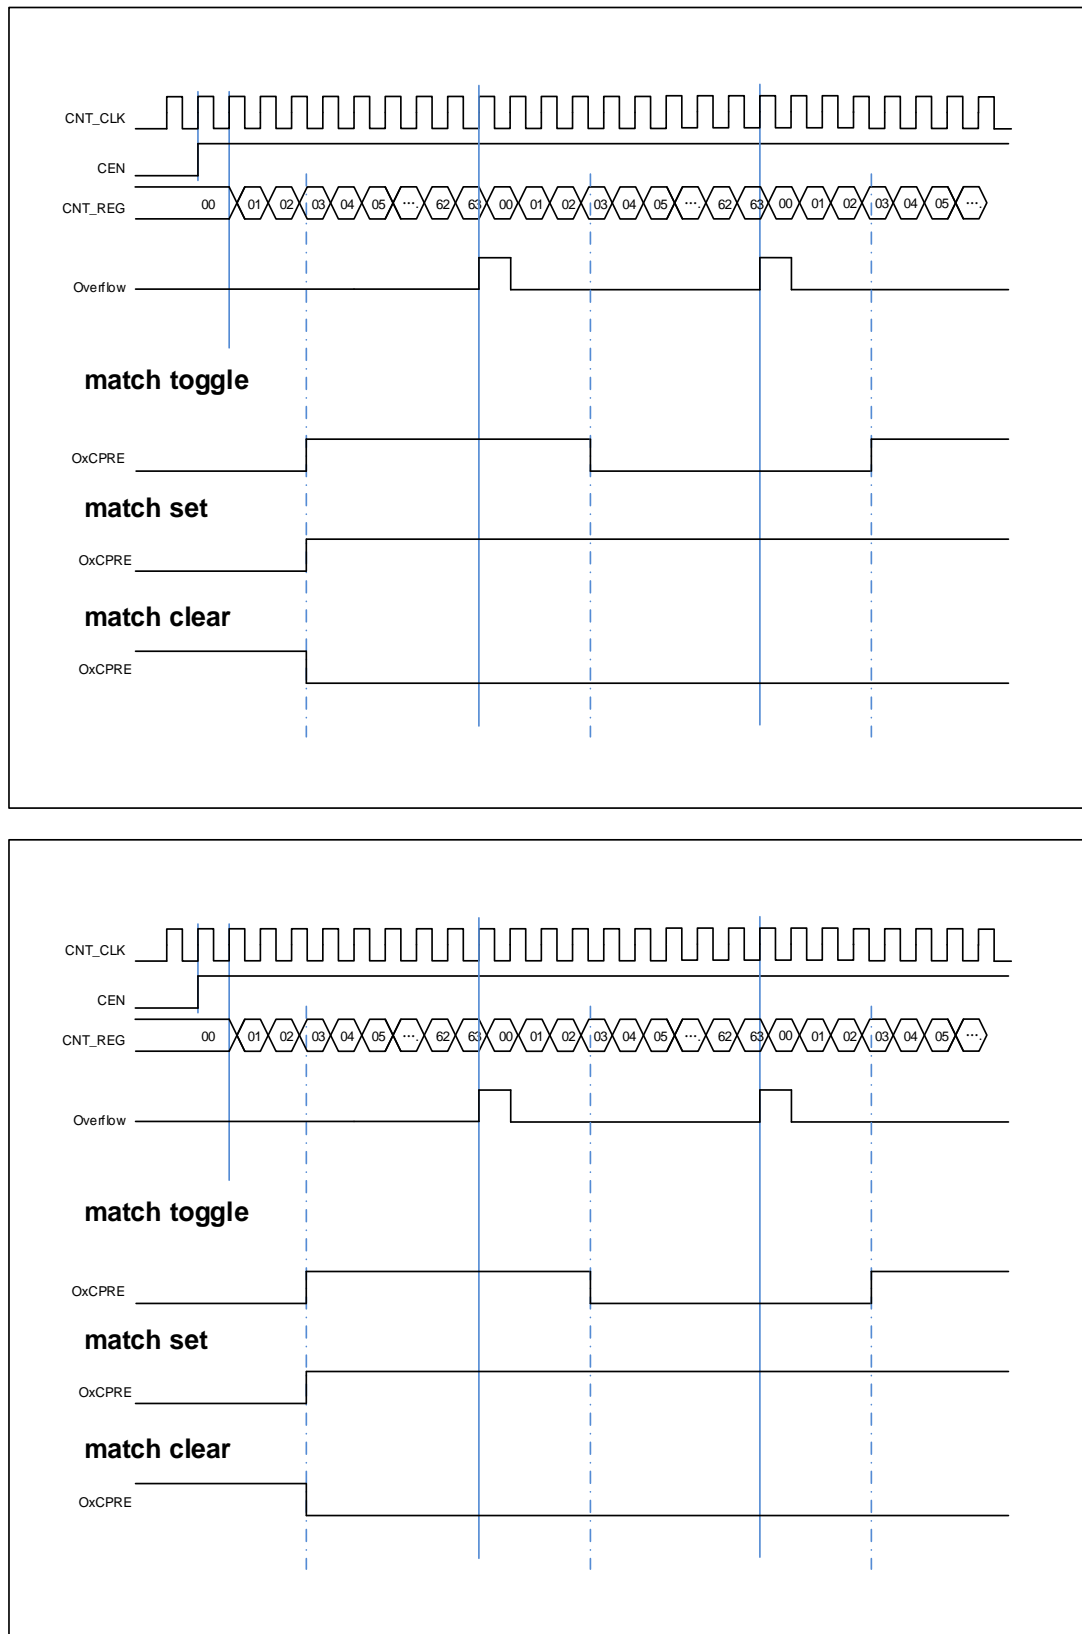 CNT_CLK
CEN
CNT_REG 00 01 02 03 04 05 ···. 62 63 00 01 02 03 04 05 ···. 62 63 00 01 02 03 04 05 ···.
Overflow
match toggle
OxCPRE
match set
OxCPRE
match clear
OxCPRE
CNT_CLK
CEN
CNT_REG 00 01 02 03 04 05 ···. 62 63 00 01 02 03 04 05 ···. 62 63 00 01 02 03 04 05 ···.
Overflow
match toggle
OxCPRE
match set
OxCPRE
match clear
OxCPRE